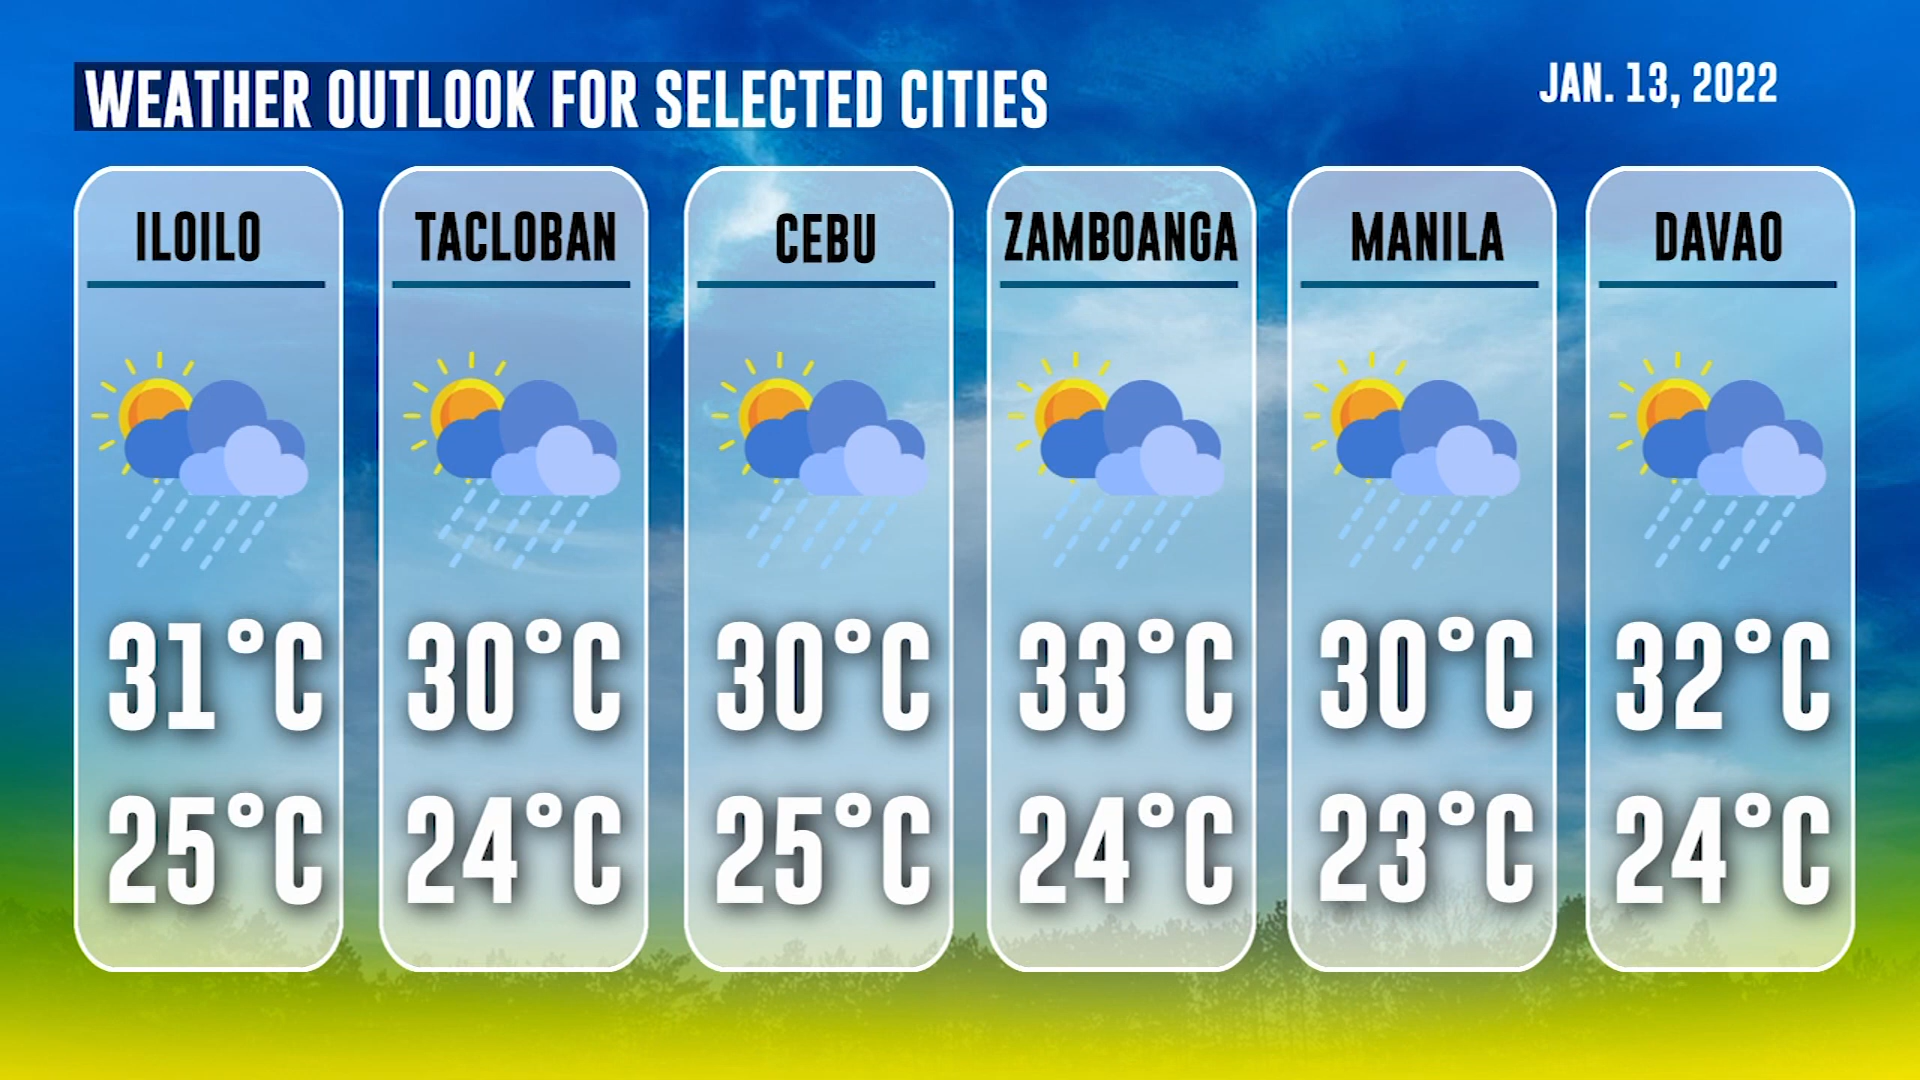 WEATHER OUTLOOK FOR SELECTED CITIES
JAN. 13, 2022
ILOILO
31°C
25°C
TACLOBAN
30°C
24°C
CEBU
30°C
25°C
ZAMBOANGA
33°C
24°C
MANILA
30°C
23°C
DAVAO
32°C
24°C